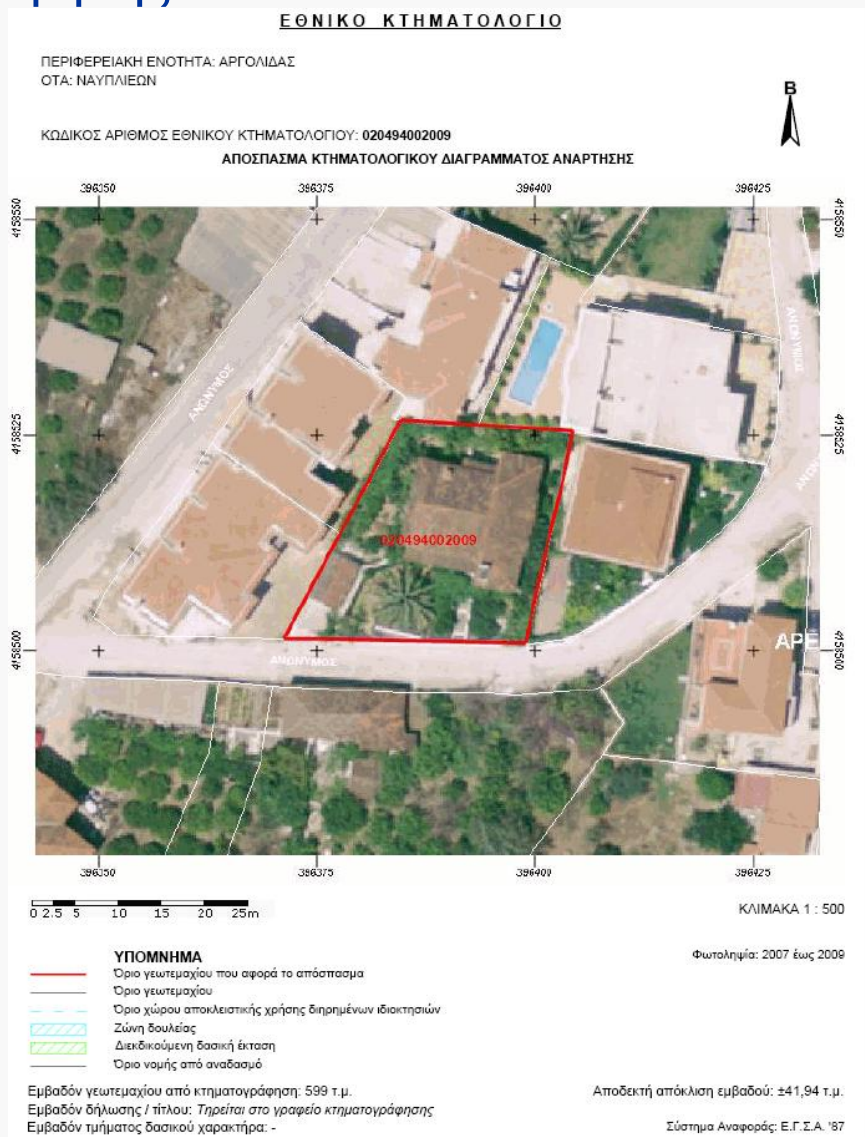 ΕΘΝΙΚΟ ΚΤΗΜΑΤΟΛΟΓΙΟ
ΠΕΡΙΦΕΡΕΙΑΚΗ ΕΝΟΤΗΤΑ: ΑΡΓΟΛΙΔΑΣ
ΟΤΑ: ΝΑΥΠΛΙΕΩΝ
Β
ΚΩΔΙΚΟΣ ΑΡΙΘΜΟΣ ΕΘΝΙΚΟΥ ΚΤΗΜΑΤΟΛΟΓΙΟΥ: 020494002009
ΑΠΟΣΠΑΣΜΑ ΚΤΗΜΑΤΟΛΟΓΙΚΟΥ ΔΙΑΓΡΑΜΜΑΤΟΣ ΑΝΑΡΤΗΣΗΣ
396350 396375 396400 396425
4158550 4158550
ΑΝΩΝΥΜΟΣ
ΑΝΩΝΥΜΟΣ
4158525 4158525
020494002009
4158500 4158500
ΑΝΩΝΥΜΟΣ
ΑΡΕ
396350 396375 396400 396425
0 2.5 5 10 15 20 25m
ΚΛΙΜΑΚΑ 1 : 500
ΥΠΟΜΝΗΜΑ
Φωτοληψία: 2007 έως 2009
Όριο γεωτεμαχίου που αφορά το απόσπασμα
Όριο γεωτεμαχίου
Όριο χώρου αποκλειστικής χρήσης διηρημένων ιδιοκτησιών
Ζώνη δουλείας
Διεκδικούμενη δασική έκταση
Όριο νομής από αναδασμό
Εμβαδόν γεωτεμαχίου από κτηματογράφηση: 599 τ.μ. Αποδεκτή απόκλιση εμβαδού: ±41,94 τ.μ.
Εμβαδόν δήλωσης / τίτλου: Τηρείται στο γραφείο κτηματογράφησης
Εμβαδόν τμήματος δασικού χαρακτήρα: - Σύστημα Αναφοράς: Ε.Γ.Σ.Α. '87